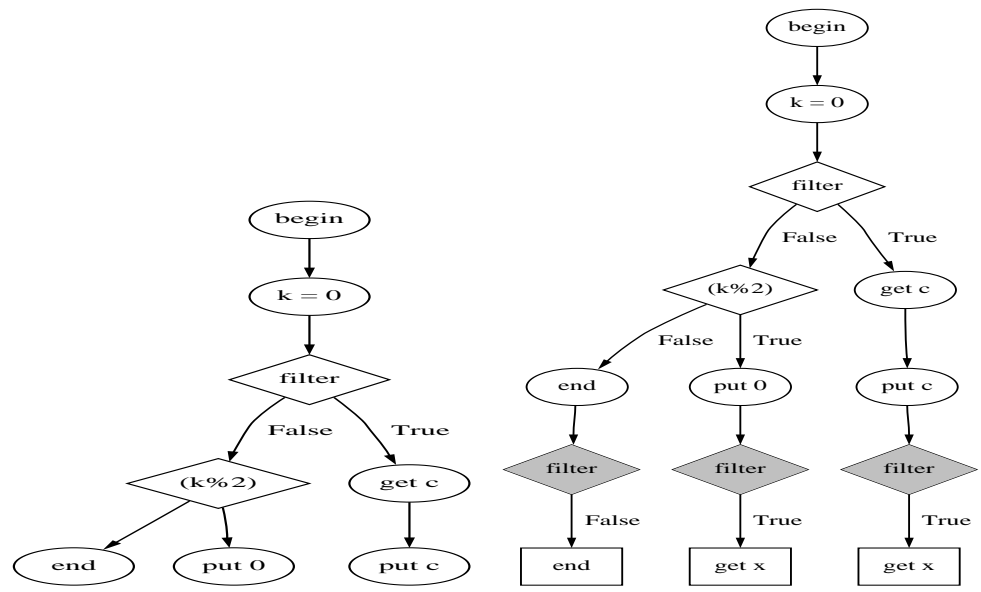 begin
k = 0
filter
False
True
(k%2)
get c
end
put 0
put c
begin
k = 0
filter
False
True
(k%2)
get c
False
True
end
put 0
put c
filter
filter
filter
False
True
True
end
get x
get x